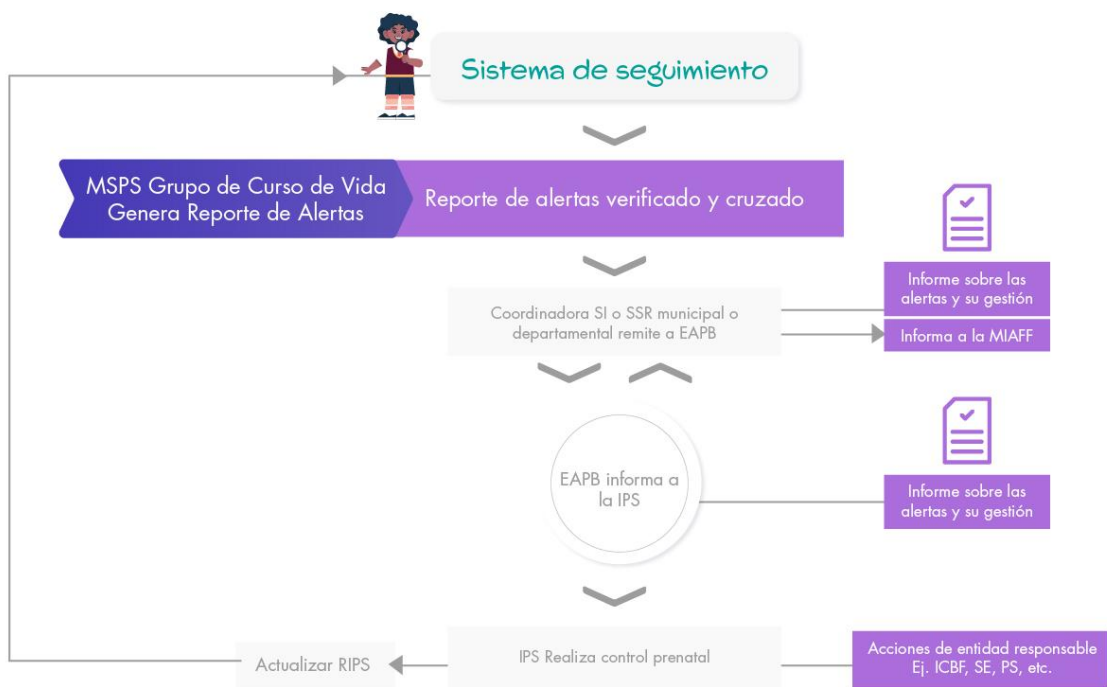 Sistema de seguimiento
MSPS Grupo de Curso de Vida
Genera Reporte de Alertas
Reporte de alertas verificado y cruzado
Informe sobre las
alertas y su gestión
Coordinadora SI o SSR municipal o
departamental remite a EAPB
Informa a la MIAFF
EAPB informa a
la IPS
Informe sobre las
alertas y su gestión
Actualizar RIPS
IPS Realiza control prenatal
Acciones de entidad responsable
Ej. ICBF, SE, PS, etc.